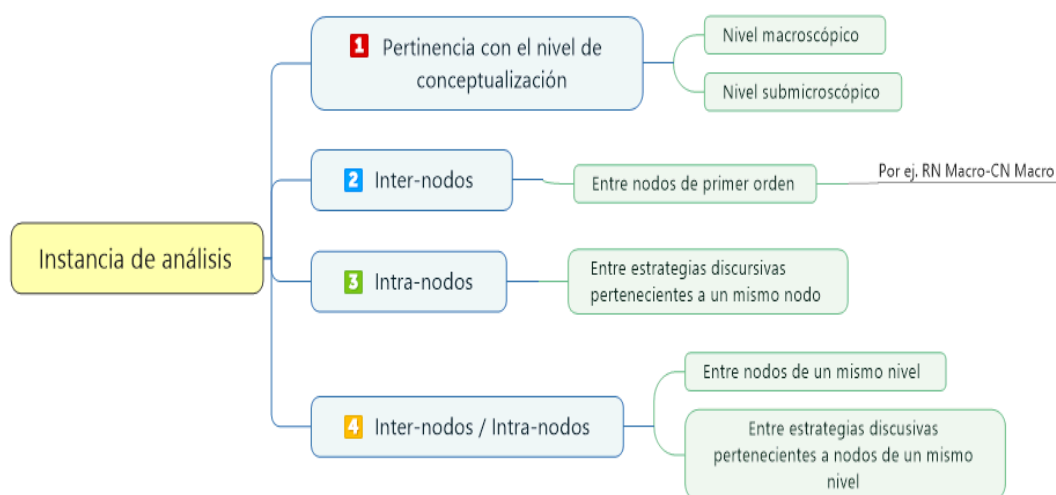 Instancia de análisis
1 Pertinencia con el nivel de
conceptualización
Nivel macroscópico
Nivel submicroscópico
2 Inter-nodos
Entre nodos de primer orden
Por ej. RN Macro-CN Macro
3 Intra-nodos
Entre estrategias discursivas
pertenecientes a un mismo nodo
4 Inter-nodos / Intra-nodos
Entre nodos de un mismo nivel
Entre estrategias discusivas
pertenecientes a nodos de un mismo
nivel